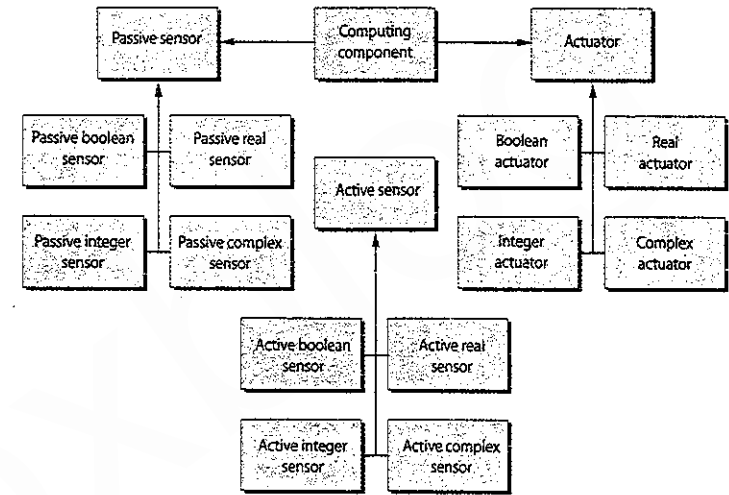 Passive sensor
Computing
component
Actuator
Passive boolean
sensor
Passive real
sensor
Passive integer
sensor
Passive complex
sensor
Active sensor
Boolean
actuator
Real
actuator
Integer
actuator
Complex
actuator
Active boolean
sensor
Active real
sensor
Active integer
sensor
Active complex
sensor